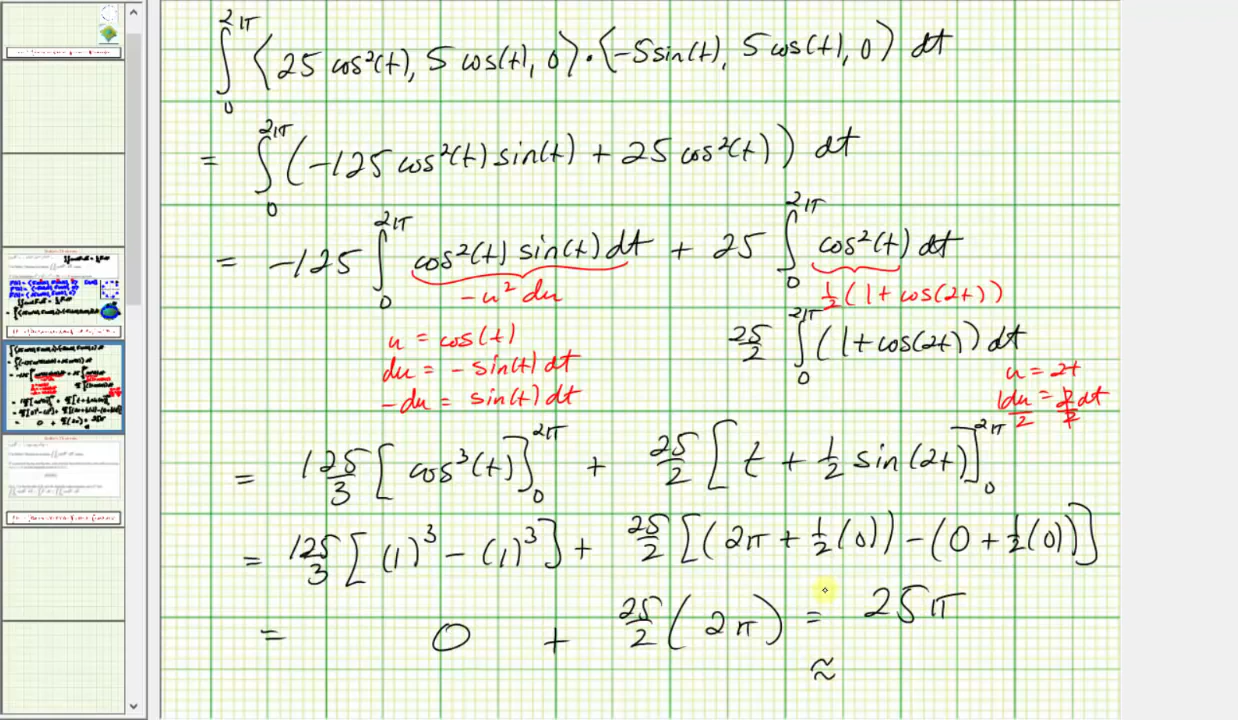 ∫₀^2π ⟨25 cos²(t), 5 cos(t), 0⟩ · ⟨-5 sin(t), 5 cos(t), 0⟩ dt
= ∫₀^2π (-125 cos²(t) sin(t) + 25 cos²(t)) dt
= -125 ∫₀^2π cos²(t) sin(t) dt + 25 ∫₀^2π cos²(t) dt
-u² du
1/2 (1 + cos(2t))
25/2 ∫₀^2π (1 + cos(2t)) dt
u = cos(t)
du = - sin(t) dt
-du = sin(t) dt
u = 2t
1du/2 = 2dt/2
= 125/3 [cos³(t)]₀^2π + 25/2 [t + 1/2 sin(2t)]₀^2π
= 125/3 [(1)³ - (1)³] + 25/2 [(2π + 1/2 (0)) - (0 + 1/2 (0))]
= 0 + 25/2 (2π) = 25π
≈